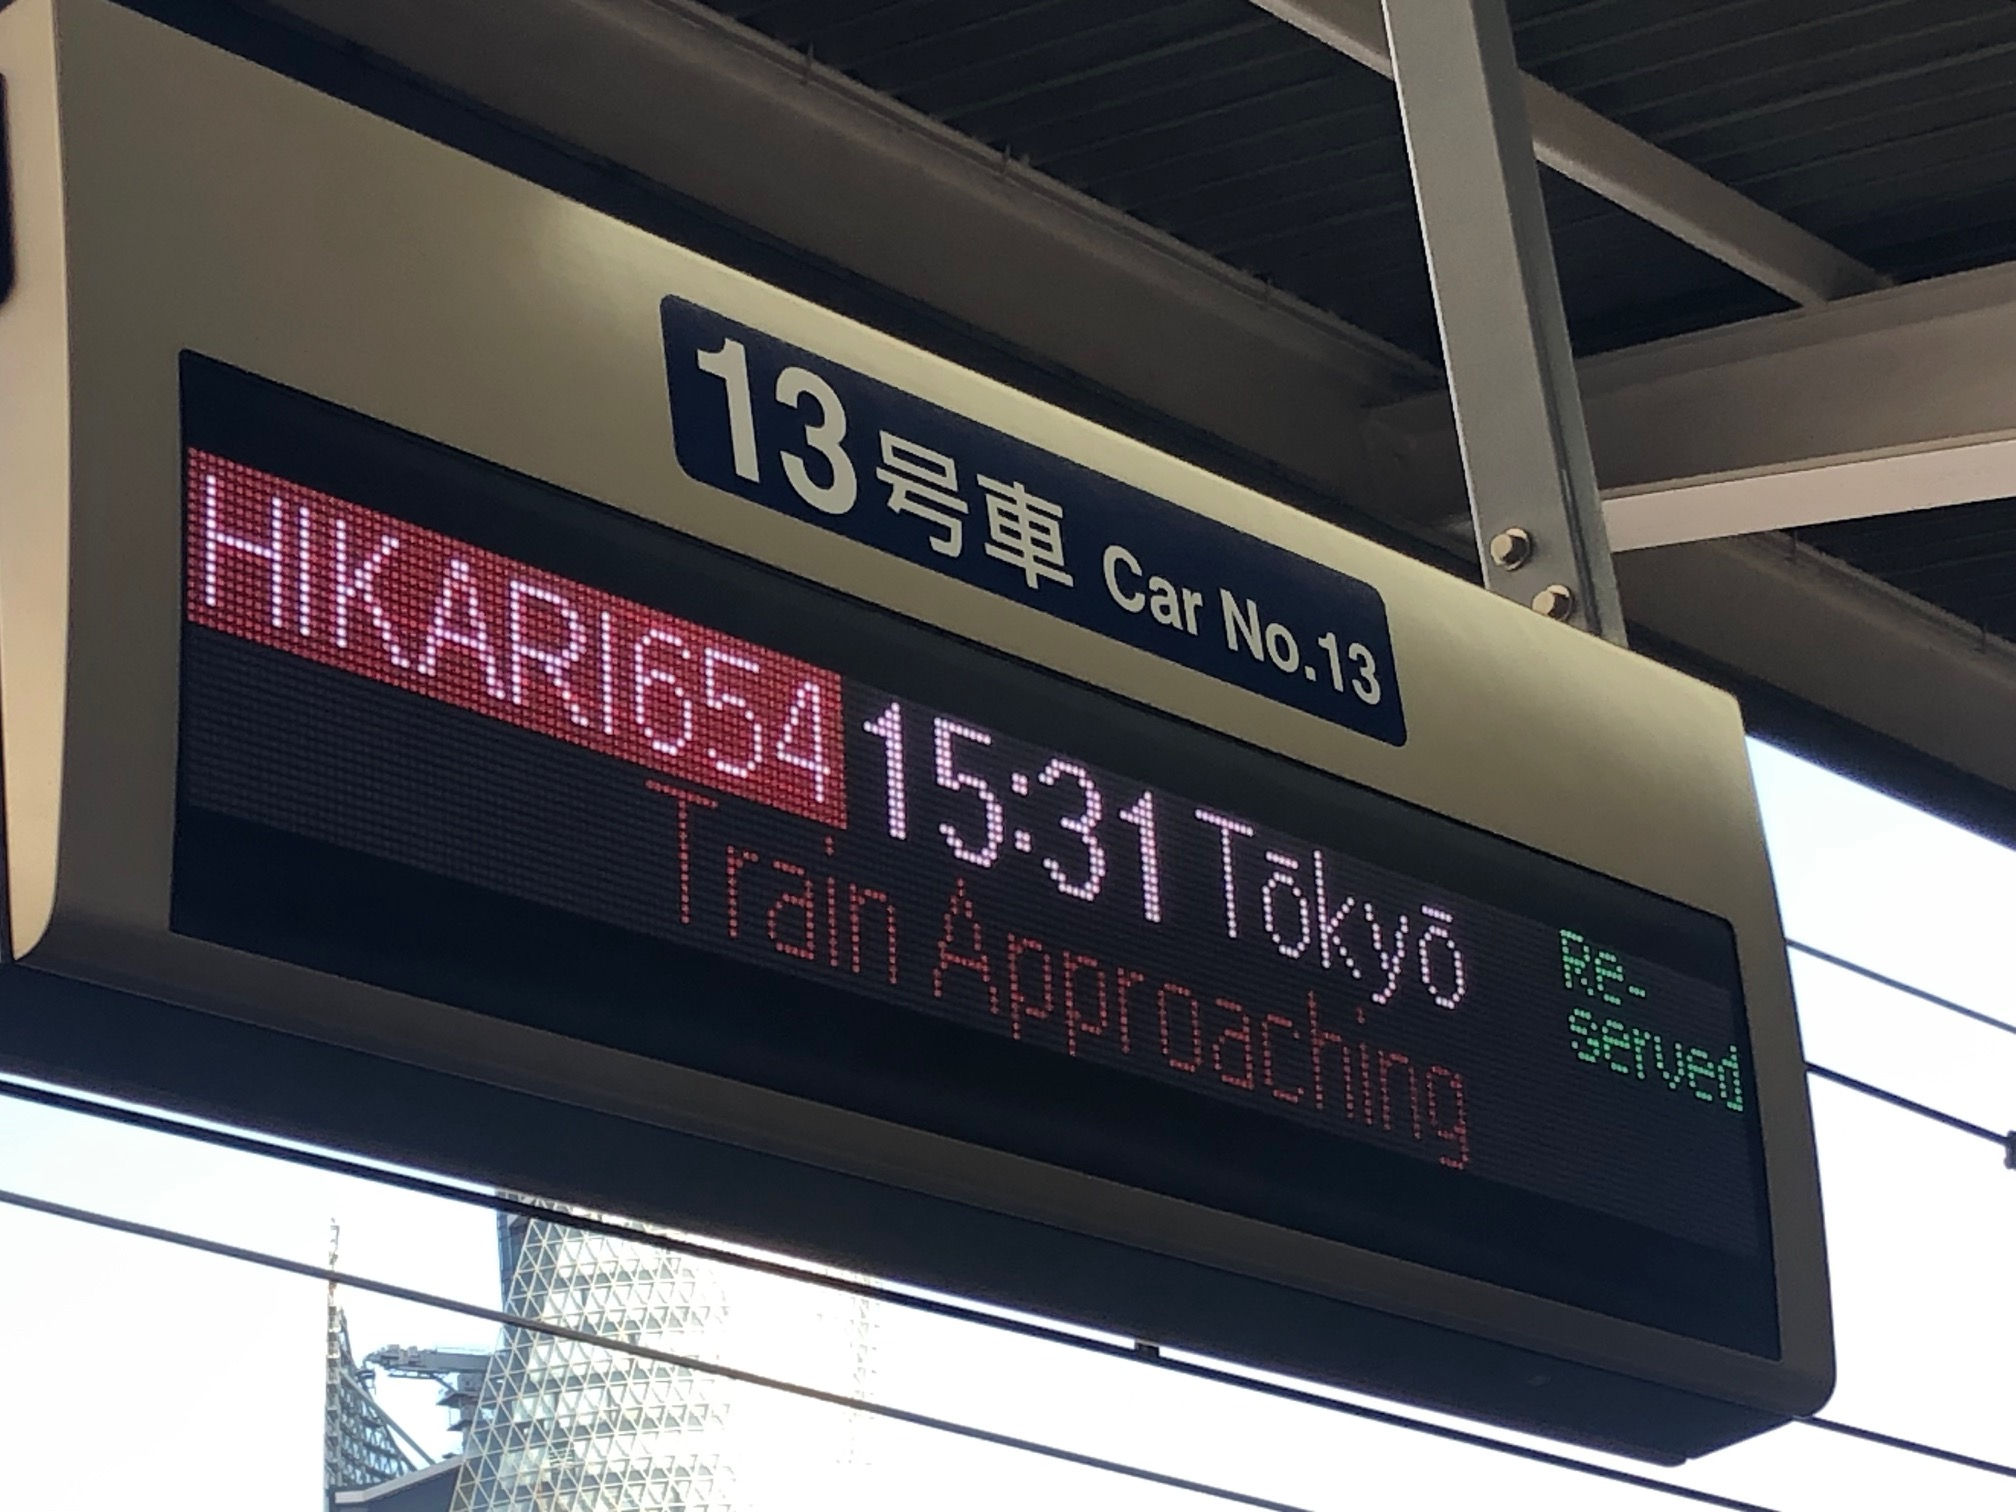 13号車 Car No.13
HIKARI654 15:31 Tōkyō Re-
served
Train Approaching